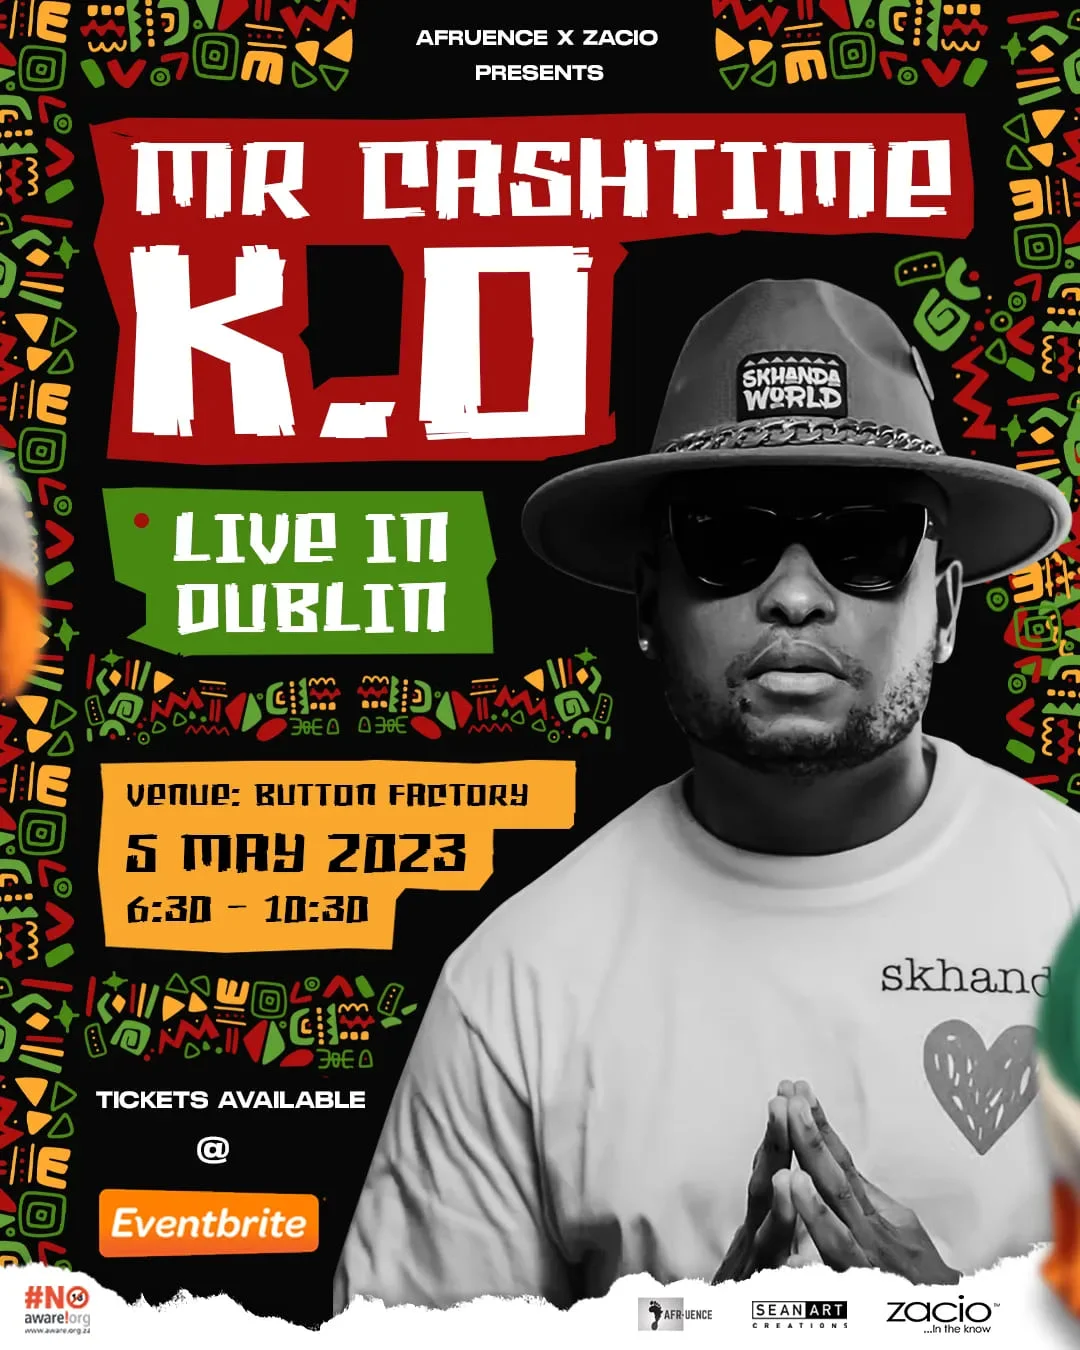 AFRUENCE X ZACIO
PRESENTS
MR CASHTIME
K.O
SKHANDA
WORLD
LIVE IN
DUBLIN
VENUE: BUTTON FACTORY
5 MAY 2023
6:30 - 10:30
skhand
TICKETS AVAILABLE
@
Eventbrite
#NO 18
aware!org
www.aware.org.za
AFR-UENCE
SEAN ART
CREATIONS
zacio™
...In the know